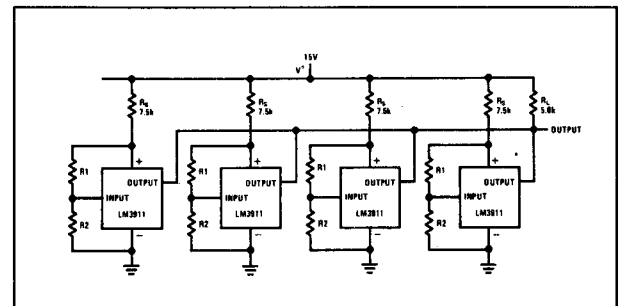 15V
V⁺
RS 7.5k RS 7.5k RS 7.5k RS 7.5k RL 5.0k
OUTPUT
R1 OUTPUT R1 OUTPUT R1 OUTPUT R1 OUTPUT
INPUT INPUT INPUT INPUT
R2 LM3911 R2 LM3911 R2 LM3911 R2 LM3911